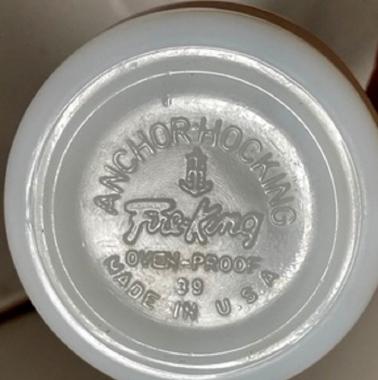 ANCHOR HOCKING
Fire-King
OVEN-PROOF
39
MADE IN U.S.A